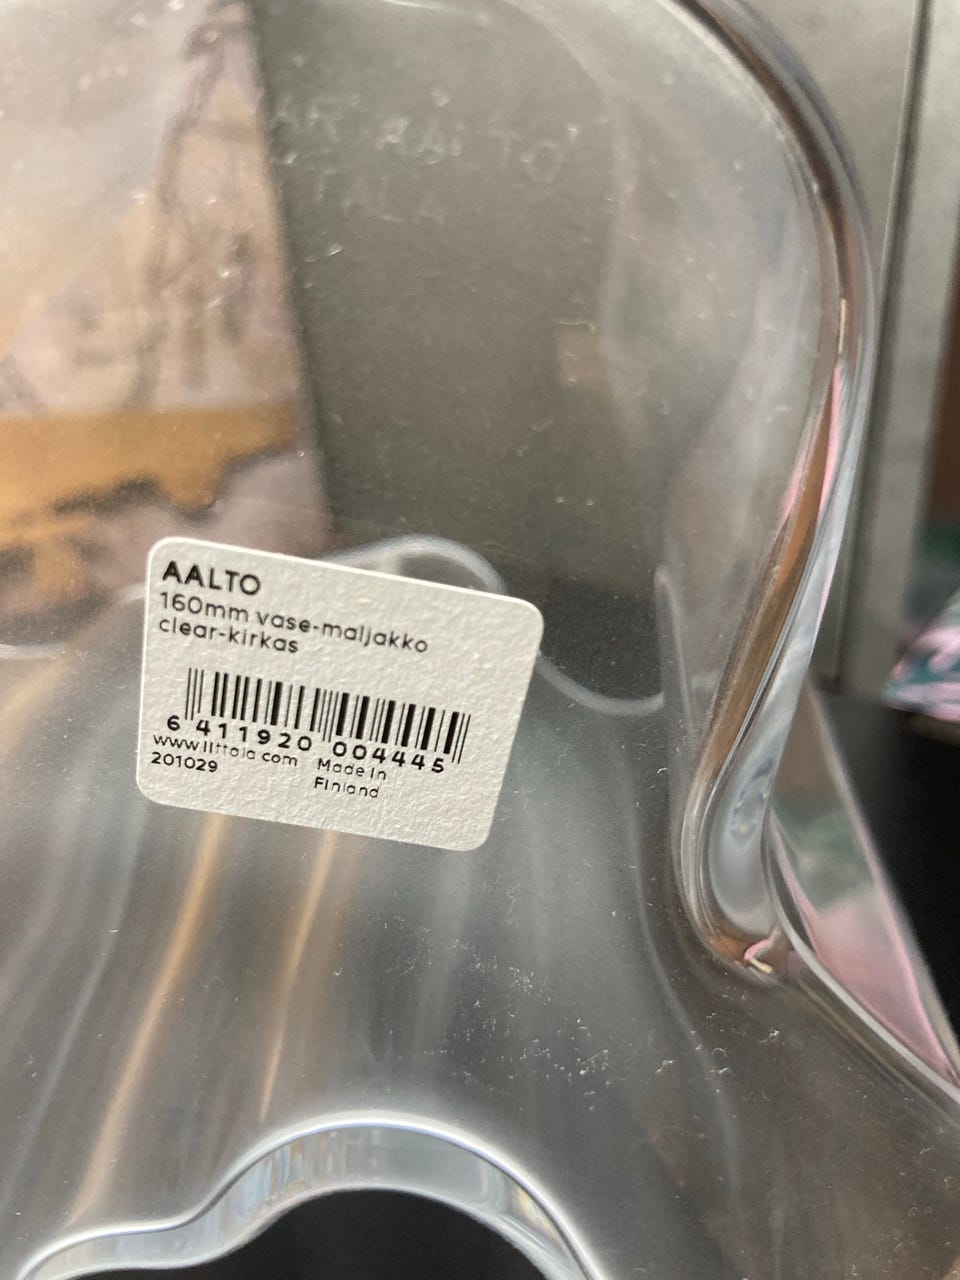 AALTO
160mm vase-maljakko
clear-kirkas
6 411920 004445
www.iittala.com Made in
201029 Finland